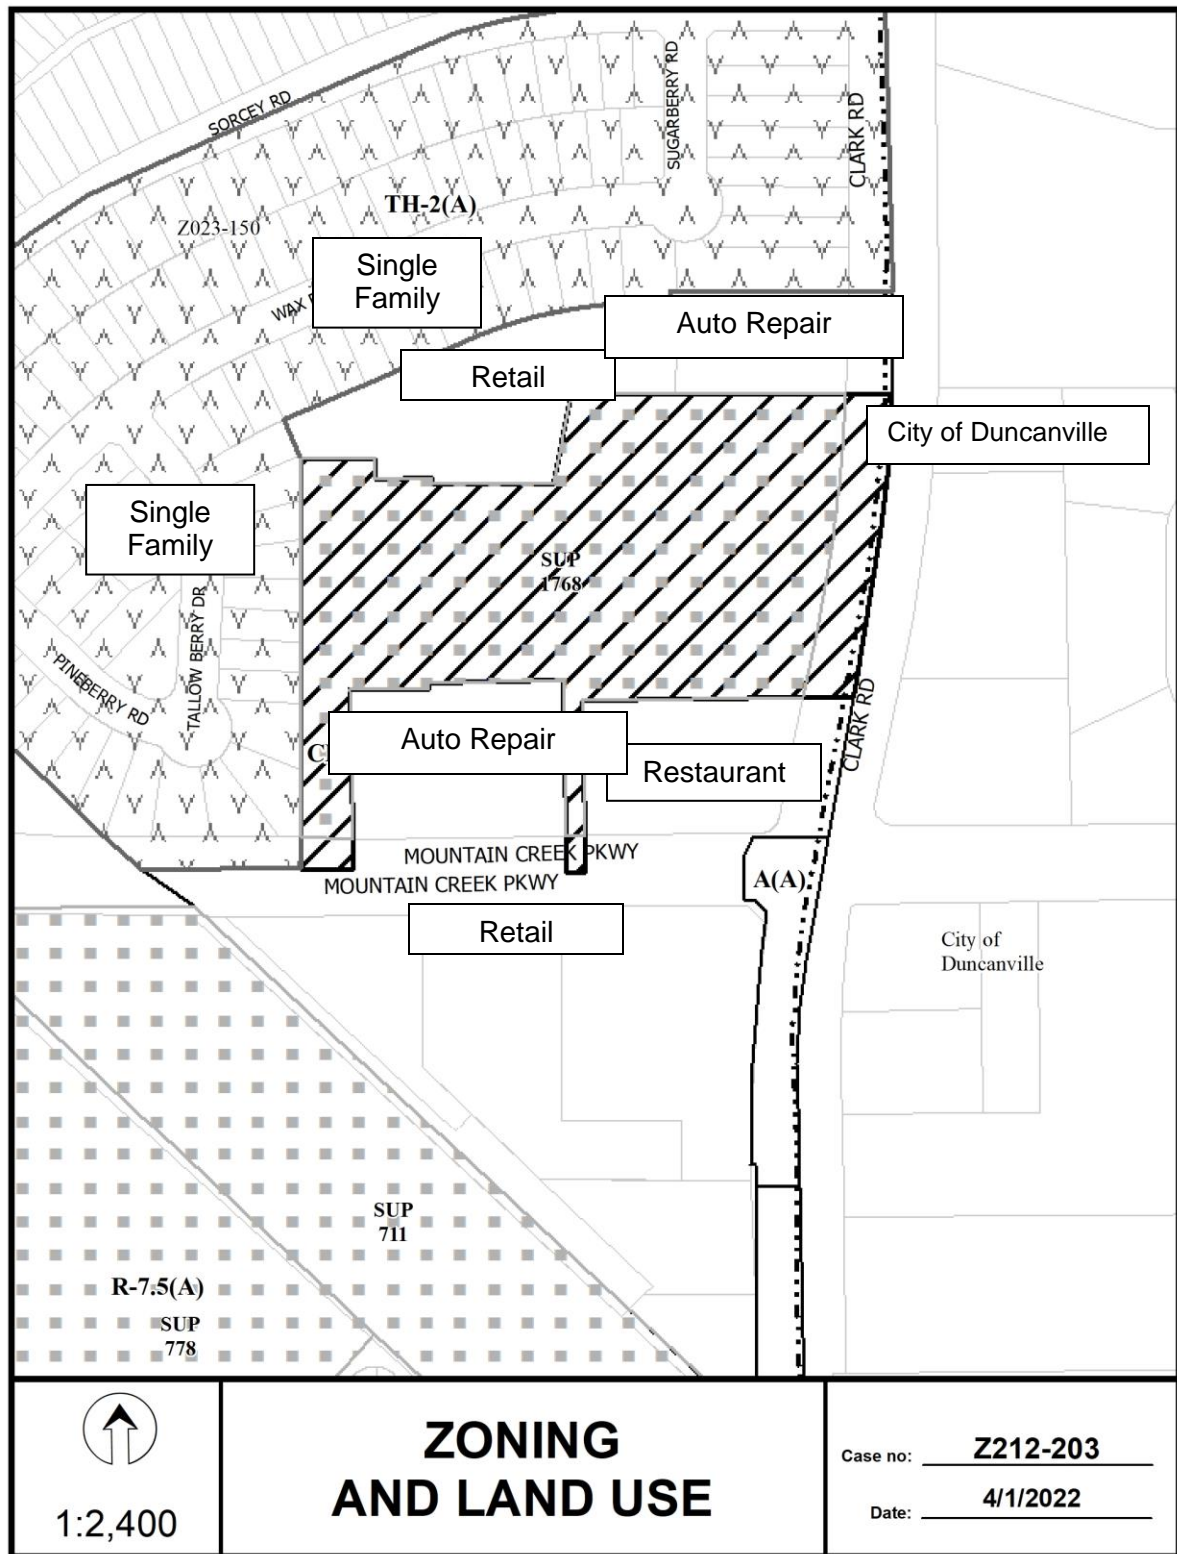 SORCEY RD
SUGARBERRY RD
CLARK RD
TH-2(A)
Z023-150
Single
Family
WAX
Auto Repair
Retail
City of Duncanville
Single
Family
SUP
1768
TALLOW BERRY DR
PINEBERRY RD
CLARK RD
Auto Repair
Restaurant
MOUNTAIN CREEK PKWY
MOUNTAIN CREEK PKWY
A(A)
Retail
City of
Duncanville
SUP
711
R-7.5(A)
SUP
778
1:2,400
ZONING
AND LAND USE
Case no: Z212-203
Date: 4/1/2022